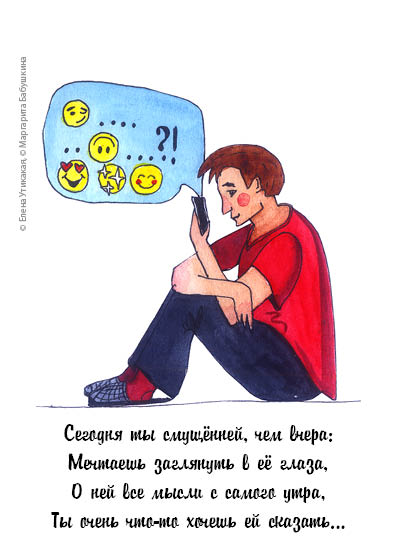 © Елена Утикакая, © Маргарита Бабушкина
..... ?!
.... .....
Сегодня ты смущённей, чем вчера:
Мечтаешь заглянуть в её глаза,
О ней все мысли с самого утра,
Ты очень что-то хочешь ей сказать...